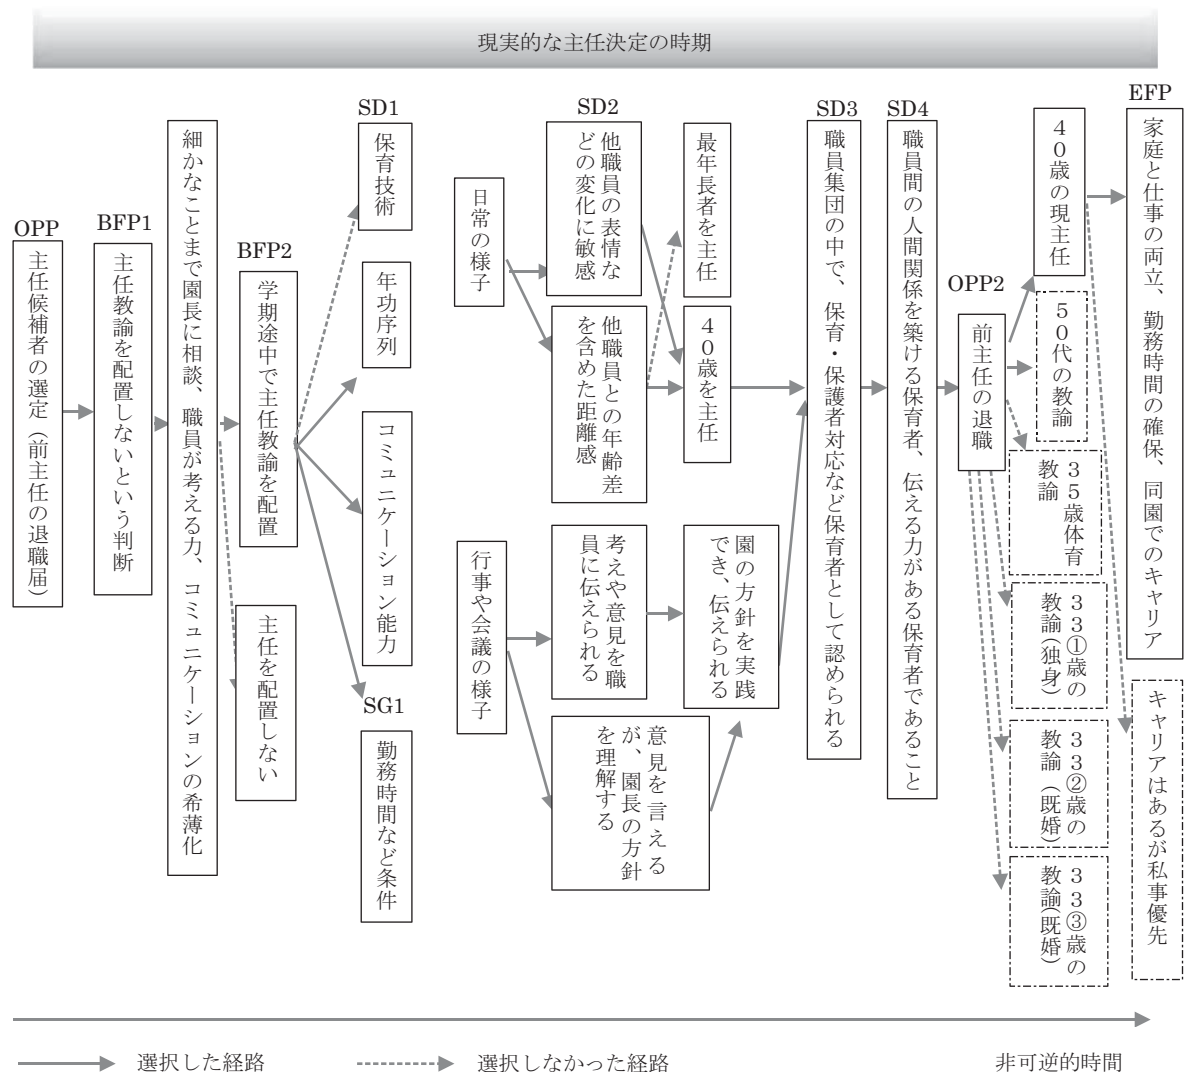 現実的な主任決定の時期
OPP
主任候補者の選定（前主任の退職届）
BFP1
主任教諭を配置しないという判断
細かなことまで園長に相談、職員が考える力、コミュニケーションの希薄化
BFP2
学期途中で主任教諭を配置
主任を配置しない
SD1
保育技術
年功序列
コミュニケーション能力
SG1
勤務時間など条件
日常の様子
行事や会議の様子
SD2
他職員の表情な
どの変化に敏感
他職員との年齢差
を含めた距離感
考えや意見を職
員に伝えられる
意見を言える
が、園長の方針
を理解する
最年長者を主任
40歳を主任
園の方針を実践
でき、伝えられる
SD3
職員集団の中で、保育・保護者対応など保育者として認められる
SD4
職員間の人間関係を築ける保育者、伝える力がある保育者であること
OPP2
前主任の退職
40歳の現主任
50代の教諭
35歳体育
教諭
33①歳の
教諭(独身)
33②歳の
教諭（既婚）
33③歳の
教諭(既婚)
EFP
家庭と仕事の両立、勤務時間の確保、同園でのキャリア
キャリアはあるが私事優先
選択した経路
選択しなかった経路
非可逆的時間